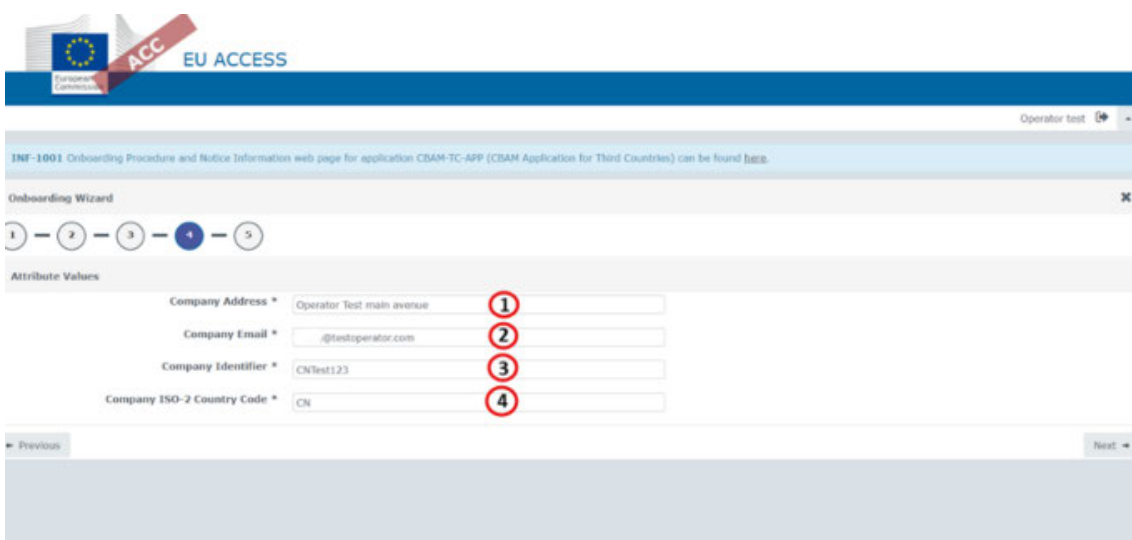 ACC
EU ACCESS
European
Commission
Operator test
INF-1001 Onboarding Procedure and Notice Information web page for application CBAM-TC-APP (CBAM Application for Third Countries) can be found here.
Onboarding Wizard
1 2 3 4 5
Attribute Values
Company Address * Operator Test main avenue 1
Company Email * @testoperator.com 2
Company Identifier * CNTest123 3
Company ISO-2 Country Code * CN 4
Previous Next